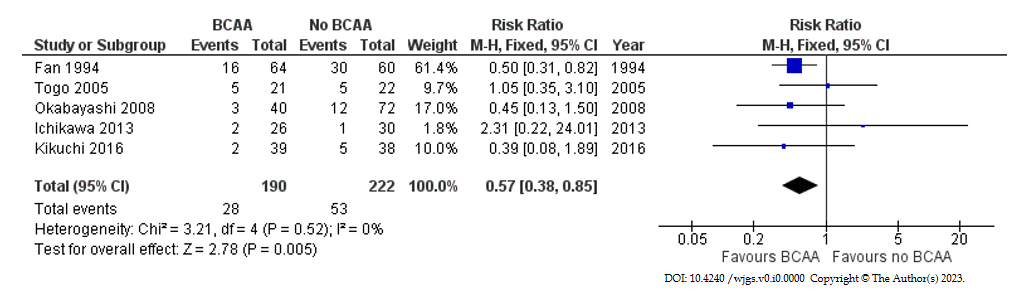 BCAA No BCAA Risk Ratio Risk Ratio
Study or Subgroup Events Total Events Total Weight M-H, Fixed, 95% CI Year M-H, Fixed, 95% CI
Fan 1994 16 64 30 60 61.4% 0.50 [0.31, 0.82] 1994
Togo 2005 5 21 5 22 9.7% 1.05 [0.35, 3.10] 2005
Okabayashi 2008 3 40 12 72 17.0% 0.45 [0.13, 1.50] 2008
Ichikawa 2013 2 26 1 30 1.8% 2.31 [0.22, 24.01] 2013
Kikuchi 2016 2 39 5 38 10.0% 0.39 [0.08, 1.89] 2016
Total (95% CI) 190 222 100.0% 0.57 [0.38, 0.85]
Total events 28 53
Heterogeneity: Chi² = 3.21, df = 4 (P = 0.52); I² = 0%
Test for overall effect: Z = 2.78 (P = 0.005)
0.05 0.2 1 5 20
Favours BCAA Favours no BCAA
DOI: 10.4240/wjgs.v0.i0.0000 Copyright © The Author(s) 2023.